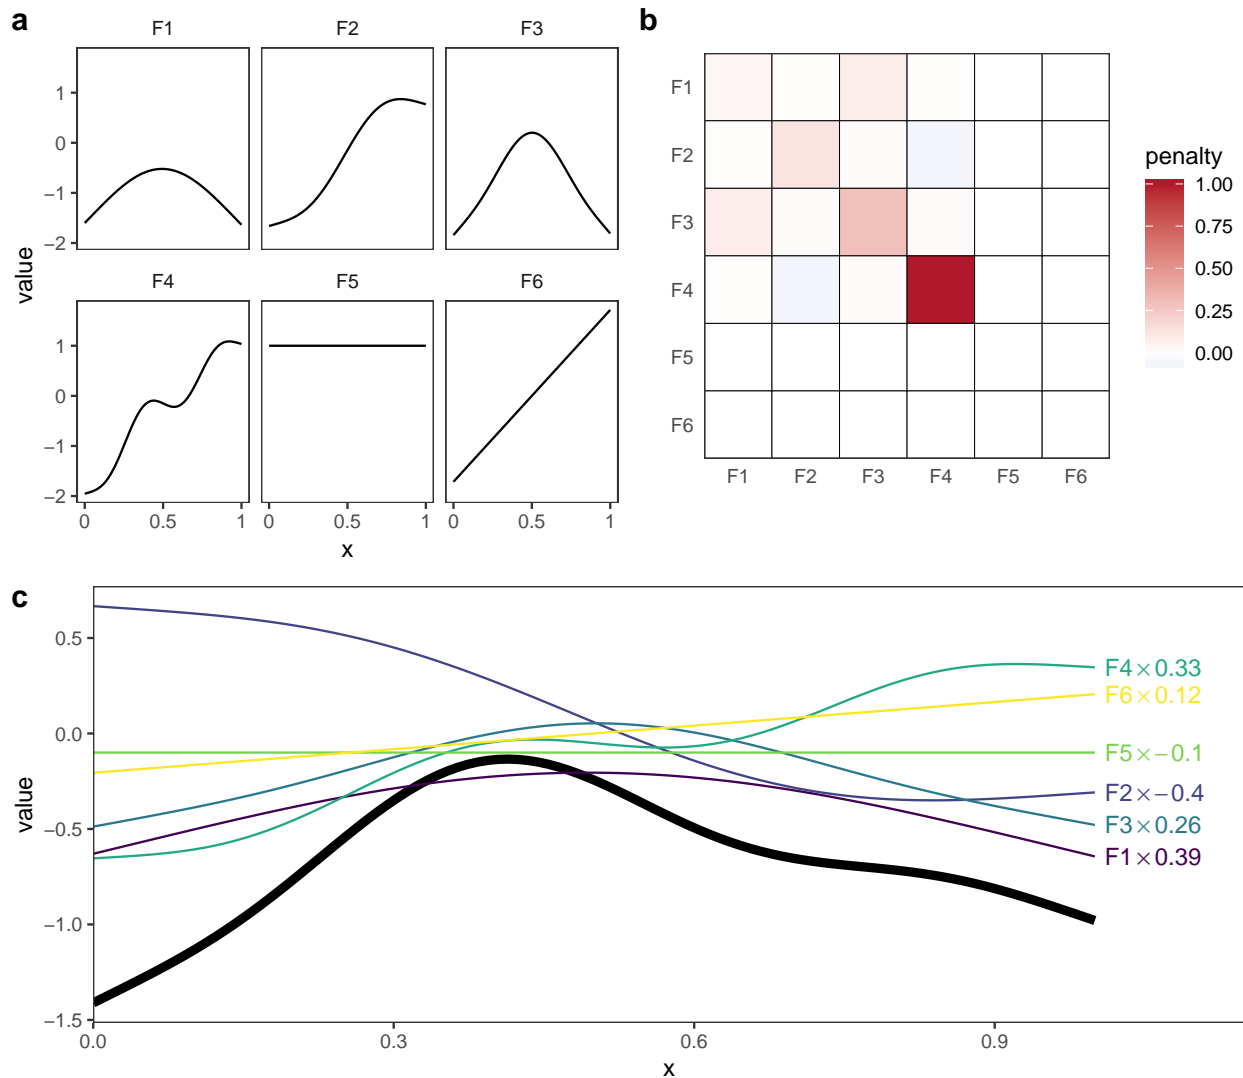 a
F1 F2 F3
1
0
−1
−2
F4 F5 F6
1
0
−1
−2
0 0.5 1 0 0.5 1 0 0.5 1
value
x
b
F1
F2
F3
F4
F5
F6
F1 F2 F3 F4 F5 F6
penalty
1.00
0.75
0.50
0.25
0.00
c
0.5
0.0
−0.5
−1.0
−1.5
value
0.0 0.3 0.6 0.9
x
F4×0.33
F6×0.12
F5×−0.1
F2×−0.4
F3×0.26
F1×0.39